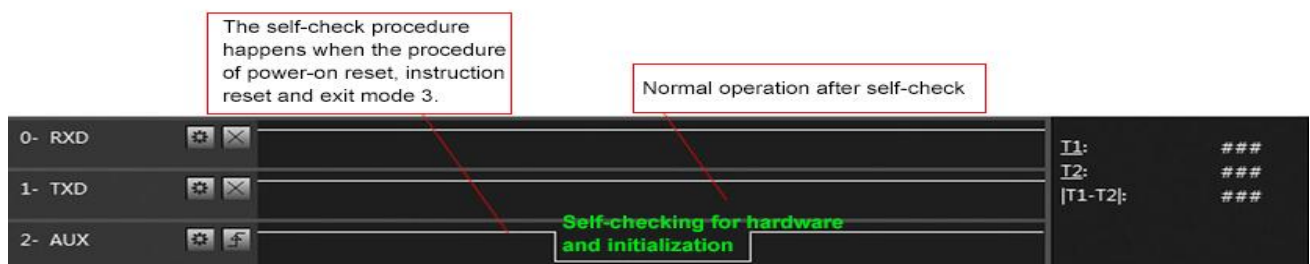 The self-check procedure
happens when the procedure
of power-on reset, instruction
reset and exit mode 3.
Normal operation after self-check
0- RXD
1- TXD
2- AUX
Self-checking for hardware
and initialization
T1: ###
T2: ###
|T1-T2|: ###